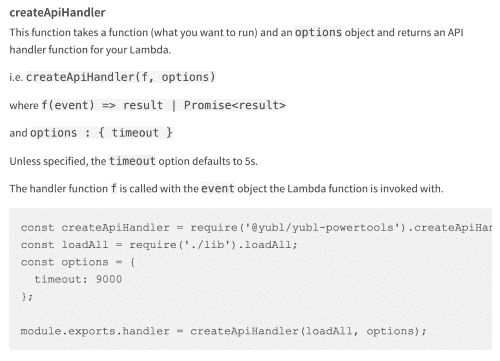 createApiHandler
This function takes a function (what you want to run) and an options object and returns an API
handler function for your Lambda.
i.e. createApiHandler(f, options)
where f(event) => result | Promise<result>
and options : { timeout }
Unless specified, the timeout option defaults to 5s.
The handler function f is called with the event object the Lambda function is invoked with.
const createApiHandler = require('@yubl/yubl-powertools').createApiHan
const loadAll = require('./lib').loadAll;
const options = {
  timeout: 9000
};
module.exports.handler = createApiHandler(loadAll, options);